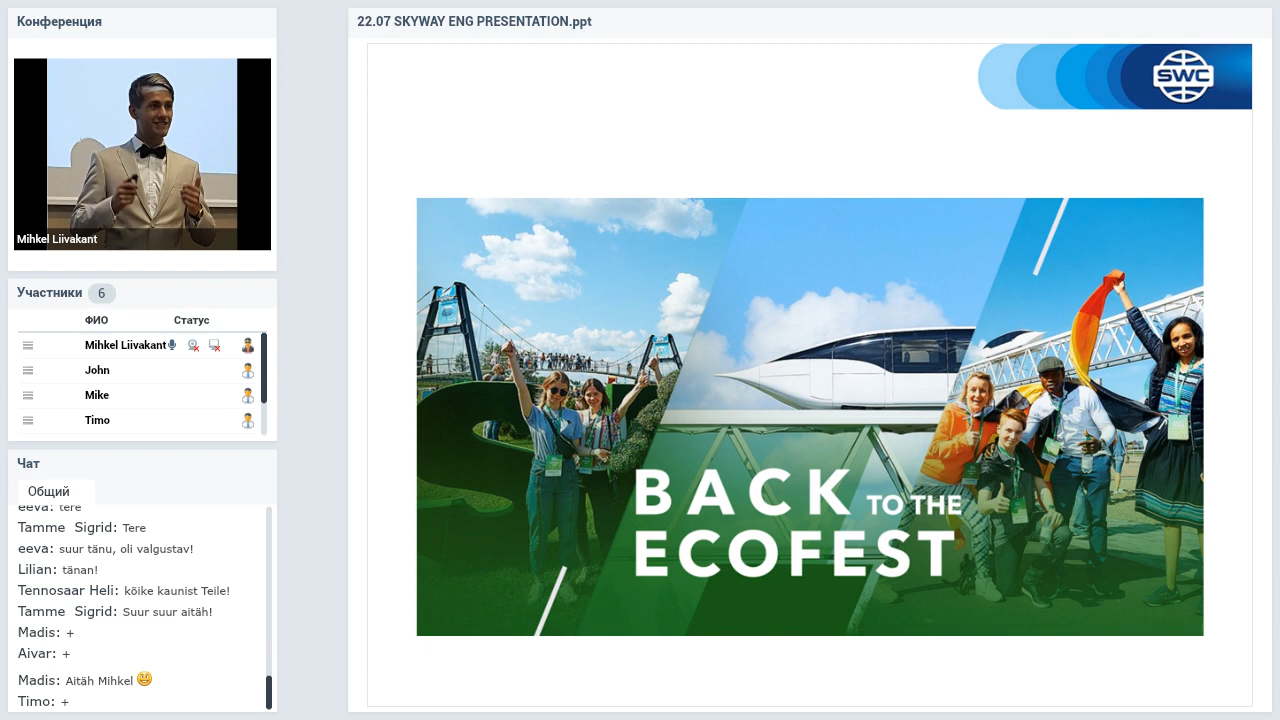 Конференция
Mihkel Liivakant
Участники 6
ФИО Статус
Mihkel Liivakant
John
Mike
Timo
Чат
Общий
eeva: tere
Tamme Sigrid: Tere
eeva: suur tänu, oli valgustav!
Lilian: tänan!
Tennosaar Heli: kõike kaunist Teile!
Tamme Sigrid: Suur suur aitäh!
Madis: +
Aivar: +
Madis: Aitäh Mihkel
Timo: +
22.07 SKYWAY ENG PRESENTATION.ppt
SWC
BACK TO THE
ECOFEST